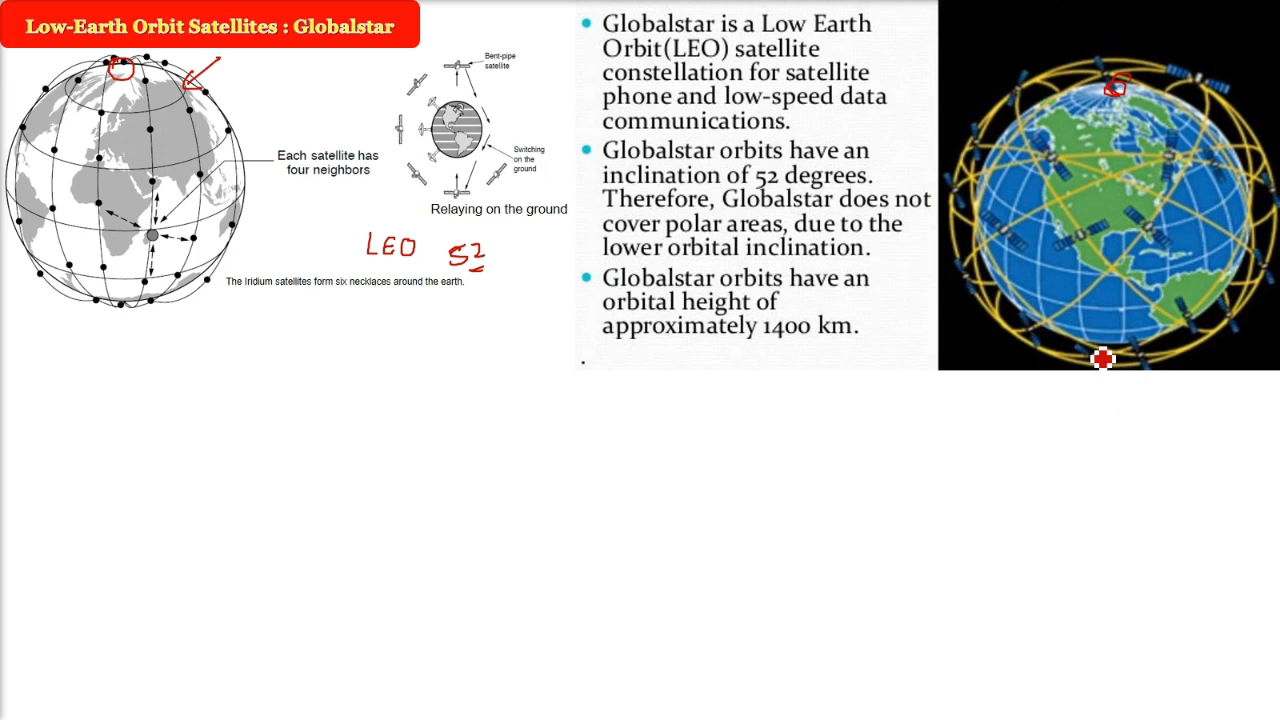 Low-Earth Orbit Satellites : Globalstar
Each satellite has
four neighbors
The Iridium satellites form six necklaces around the earth.
Bent-pipe
satellite
Switching
on the
ground
Relaying on the ground
LEO 52
• Globalstar is a Low Earth
Orbit(LEO) satellite
constellation for satellite
phone and low-speed data
communications.
• Globalstar orbits have an
inclination of 52 degrees.
Therefore, Globalstar does not
cover polar areas, due to the
lower orbital inclination.
• Globalstar orbits have an
orbital height of
approximately 1400 km.
.